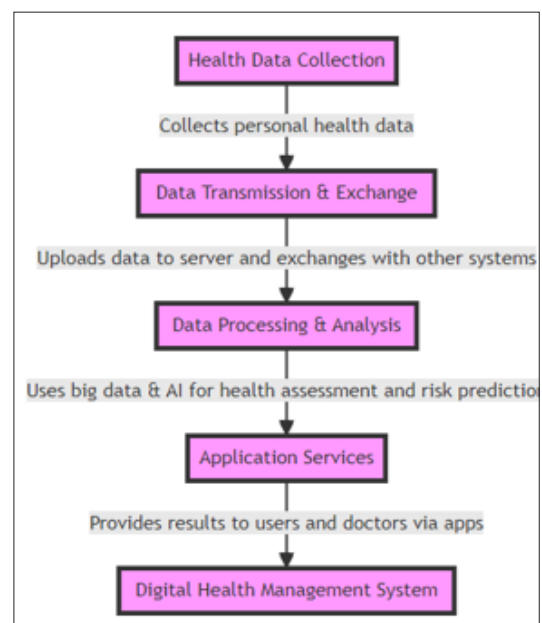 Health Data Collection
Collects personal health data
Data Transmission & Exchange
Uploads data to server and exchanges with other systems
Data Processing & Analysis
Uses big data & AI for health assessment and risk prediction
Application Services
Provides results to users and doctors via apps
Digital Health Management System